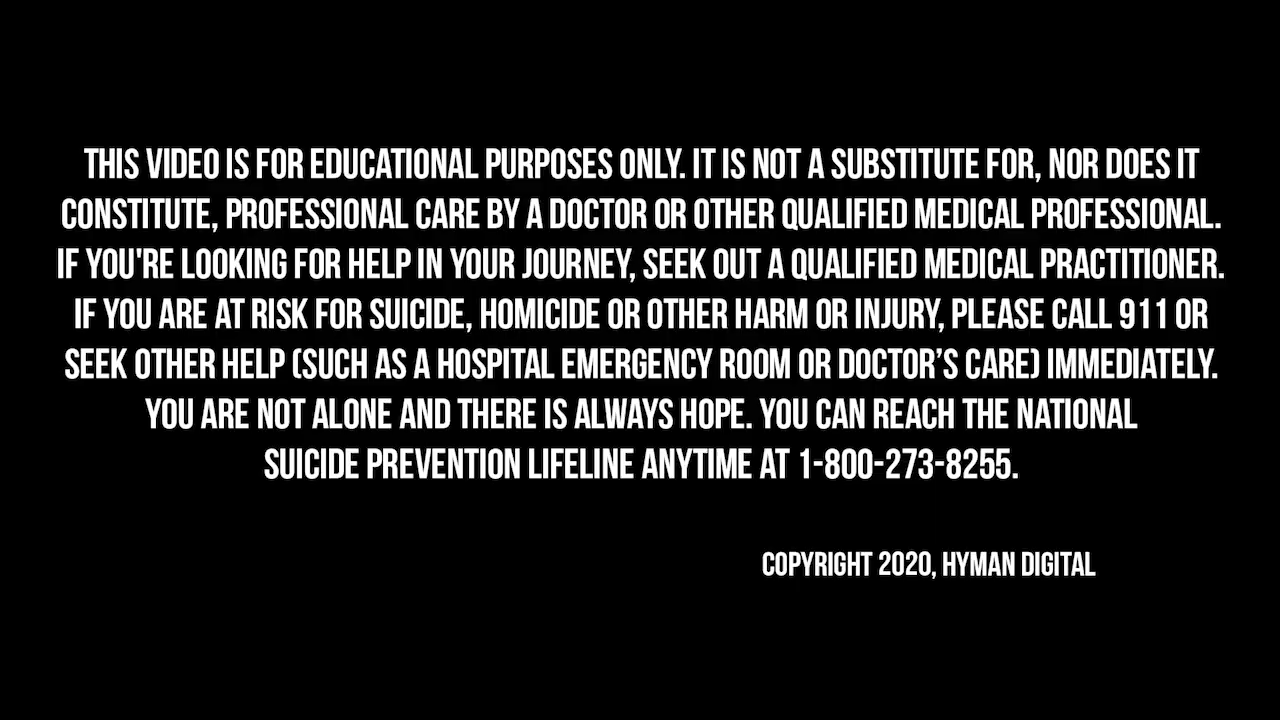 THIS VIDEO IS FOR EDUCATIONAL PURPOSES ONLY. IT IS NOT A SUBSTITUTE FOR, NOR DOES IT
CONSTITUTE, PROFESSIONAL CARE BY A DOCTOR OR OTHER QUALIFIED MEDICAL PROFESSIONAL.
IF YOU'RE LOOKING FOR HELP IN YOUR JOURNEY, SEEK OUT A QUALIFIED MEDICAL PRACTITIONER.
IF YOU ARE AT RISK FOR SUICIDE, HOMICIDE OR OTHER HARM OR INJURY, PLEASE CALL 911 OR
SEEK OTHER HELP (SUCH AS A HOSPITAL EMERGENCY ROOM OR DOCTOR’S CARE) IMMEDIATELY.
YOU ARE NOT ALONE AND THERE IS ALWAYS HOPE. YOU CAN REACH THE NATIONAL
SUICIDE PREVENTION LIFELINE ANYTIME AT 1-800-273-8255.
COPYRIGHT 2020, HYMAN DIGITAL